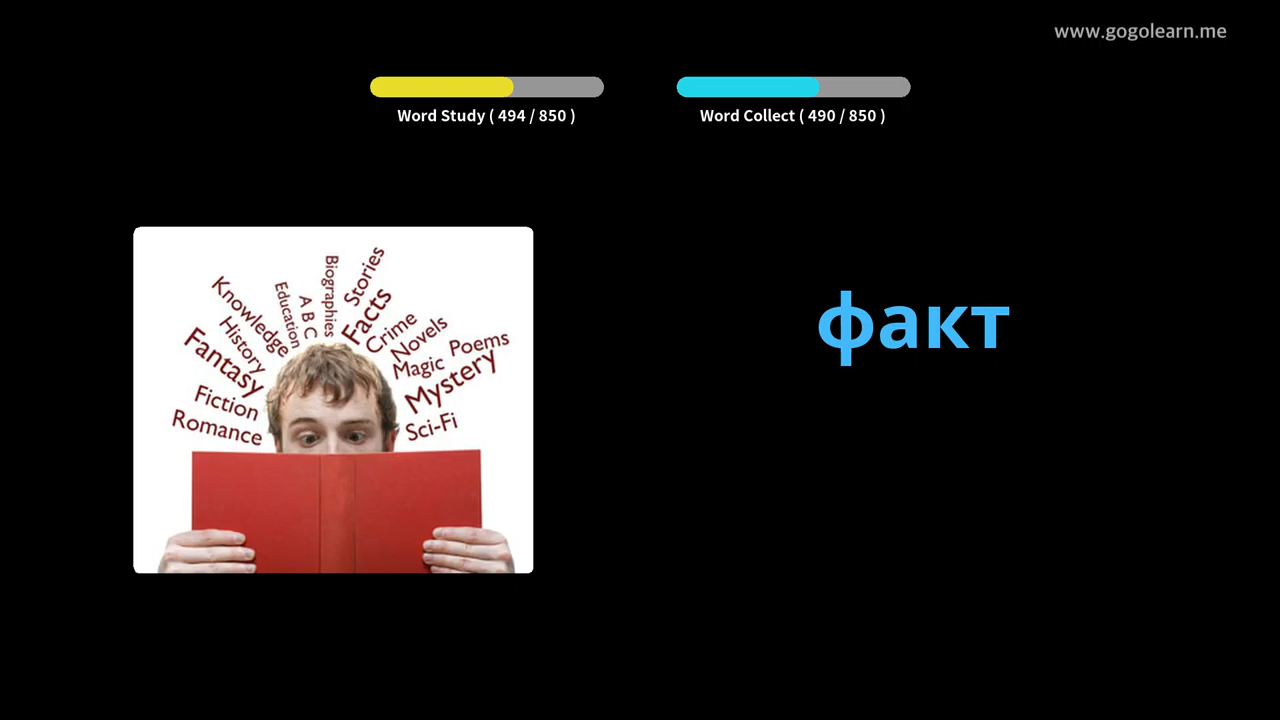 www.gogolearn.me
Word Study ( 494 / 850 )
Word Collect ( 490 / 850 )
Knowledge
Education
A B C
Biographies
Stories
Facts
Crime
Novels
Poems
Magic
Mystery
Sci-Fi
History
Fantasy
Fiction
Romance
факт